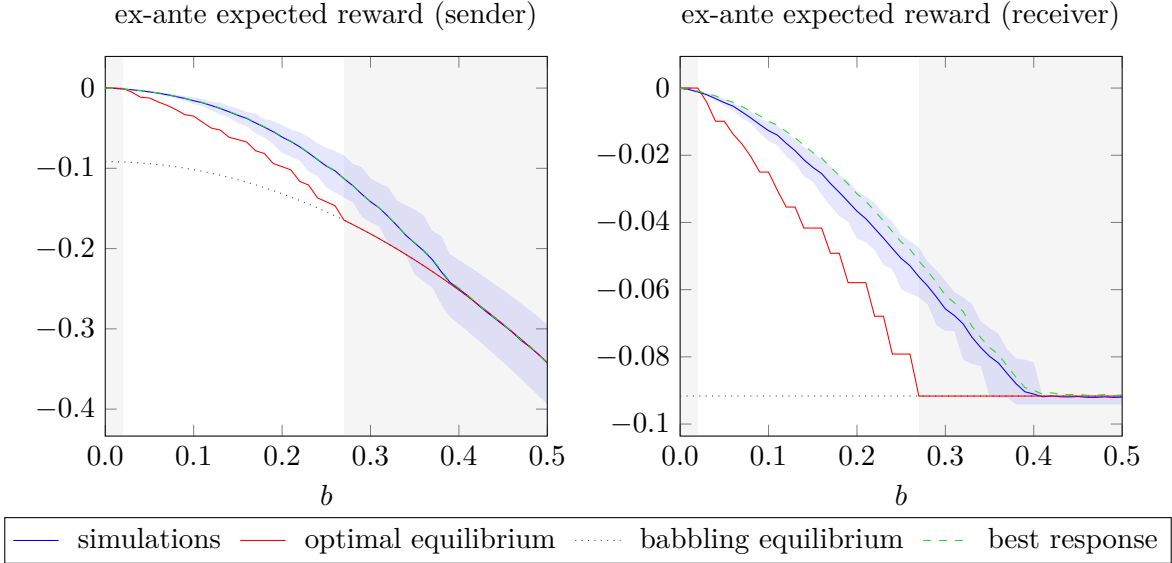 ex-ante expected reward (sender)
0
−0.1
−0.2
−0.3
−0.4
0.0 0.1 0.2 0.3 0.4 0.5
b
ex-ante expected reward (receiver)
0
−0.02
−0.04
−0.06
−0.08
−0.1
0.0 0.1 0.2 0.3 0.4 0.5
b
simulations optimal equilibrium babbling equilibrium best response